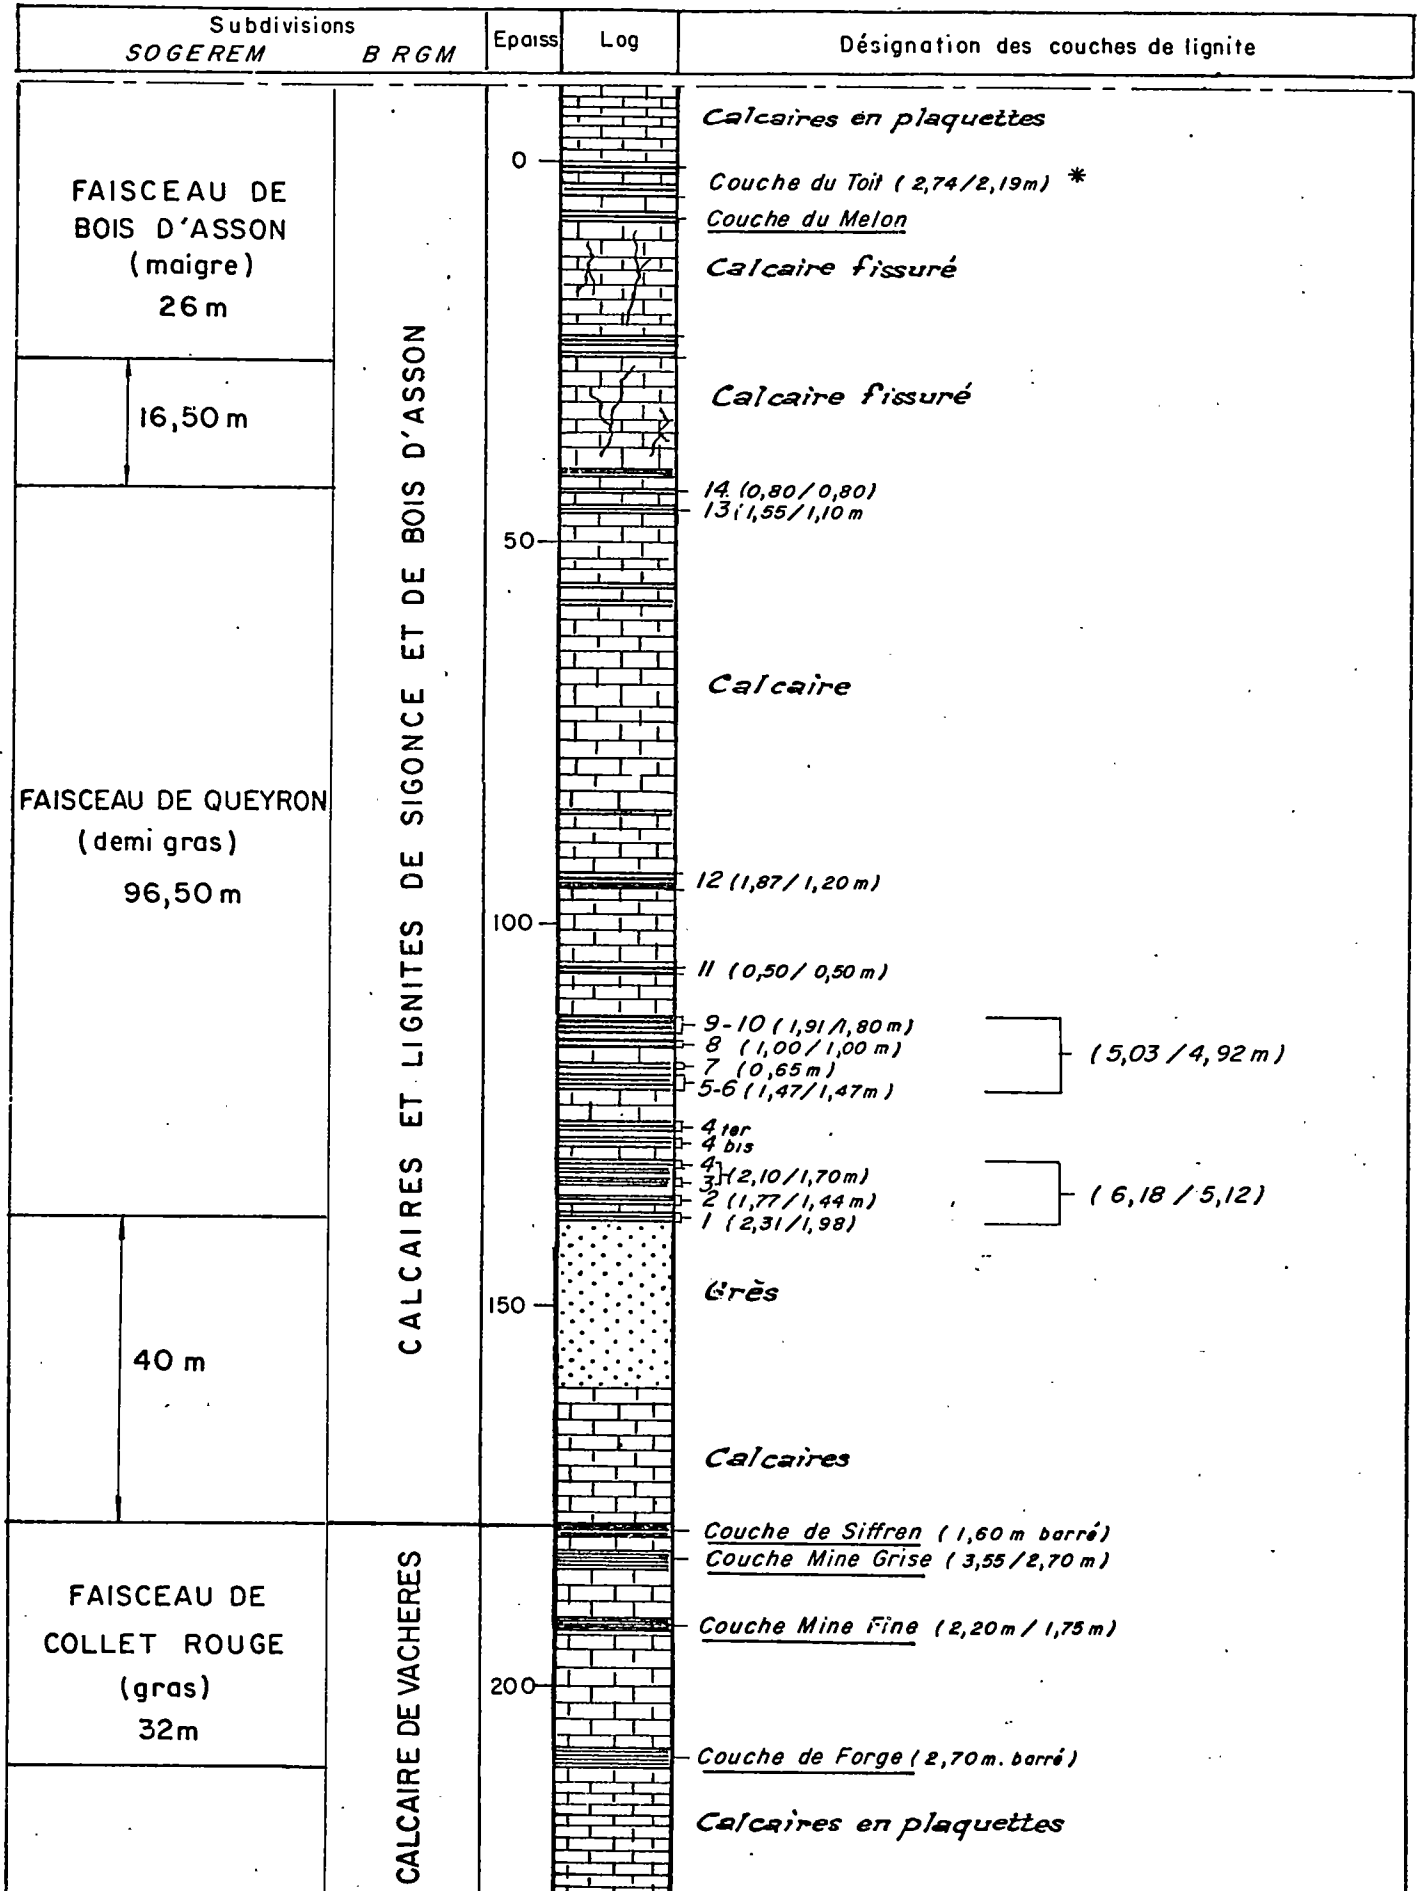 Subdivisions
SOGEREM
BRGM
Epaiss
Log
Désignation des couches de lignite
FAISCEAU DE
BOIS D'ASSON
(maigre)
26 m
16,50 m
FAISCEAU DE QUEYRON
(demi gras)
96,50 m
40 m
FAISCEAU DE
COLLET ROUGE
(gras)
32m
CALCAIRES ET LIGNITES DE SIGONCE ET DE BOIS D'ASSON
CALCAIRE DE VACHERES
0
50
100
150
200
Calcaires en plaquettes
Couche du Toit (2,74/2,19m) *
Couche du Melon
Calcaire fissuré
Calcaire fissuré
14 (0,80/0,80)
13 (1,55/1,10 m
Calcaire
12 (1,87/1,20 m)
11 (0,50/0,50 m)
9-10 (1,91/1,80 m)
8 (1,00/1,00 m)
7 (0,65m)
5-6 (1,47/1,47m)
(5,03/4,92 m)
4 ter
4 bis
4
3 (2,10/1,70m)
2 (1,77/1,44m)
1 (2,31/1,98)
(6,18/5,12)
Grès
Calcaires
Couche de Siffren (1,60 m barré)
Couche Mine Grise (3,55/2,70 m)
Couche Mine Fine (2,20m/1,75m)
Couche de Forge (2,70 m. barré)
Calcaires en plaquettes